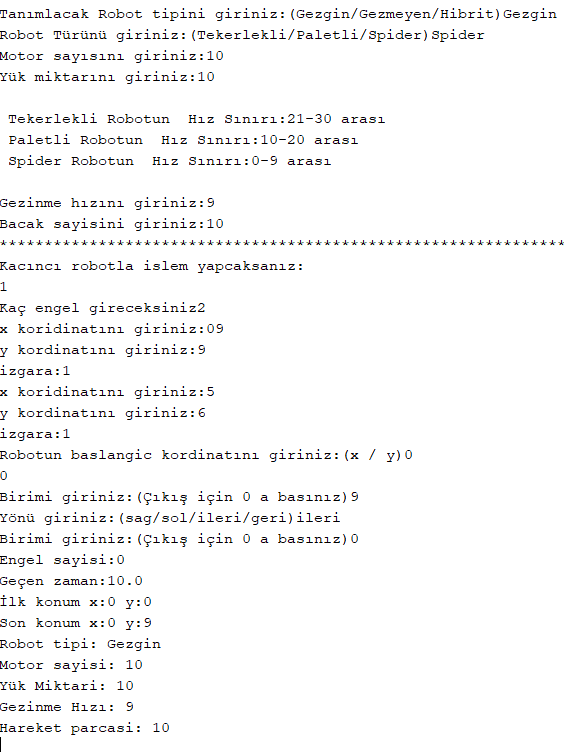 Tanımlacak Robot tipini giriniz:(Gezgin/Gezmeyen/Hibrit)Gezgin
Robot Türünü giriniz:(Tekerlekli/Paletli/Spider)Spider
Motor sayısını giriniz:10
Yük miktarını giriniz:10
Tekerlekli Robotun  Hız Sınırı:21-30 arası
Paletli Robotun  Hız Sınırı:10-20 arası
Spider Robotun  Hız Sınırı:0-9 arası
Gezinme hızını giriniz:9
Bacak sayisini giriniz:10
***************************************************************
Kacıncı robotla islem yapcaksanız:
1
Kaç engel gireceksiniz2
x koridinatını giriniz:09
y kordinatını giriniz:9
izgara:1
x koridinatını giriniz:5
y kordinatını giriniz:6
izgara:1
Robotun baslangic kordinatını giriniz:(x / y)0
0
Birimi giriniz:(Çıkış için 0 a basınız)9
Yönü giriniz:(sag/sol/ileri/geri)ileri
Birimi giriniz:(Çıkış için 0 a basınız)0
Engel sayisi:0
Geçen zaman:10.0
İlk konum x:0 y:0
Son konum x:0 y:9
Robot tipi: Gezgin
Motor sayisi: 10
Yük Miktari: 10
Gezinme Hızı: 9
Hareket parcasi: 10